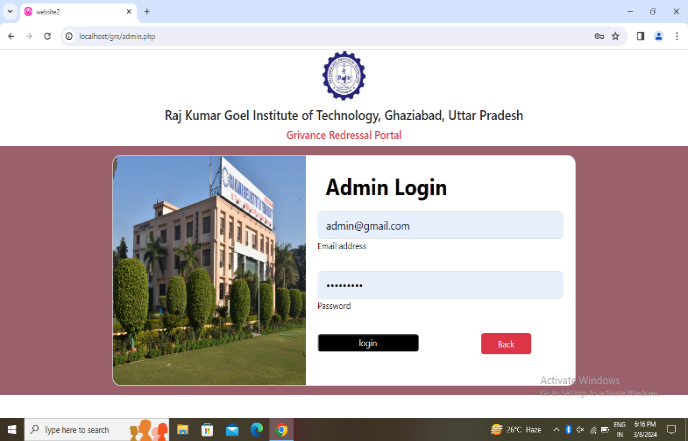 website2
localhost/grs/admin.php
Raj Kumar Goel Institute of Technology, Ghaziabad, Uttar Pradesh
Grivance Redressal Portal
Admin Login
admin@gmail.com
Email address
•••••••••
Password
login
Back
Activate Windows
Go to Settings to activate Windows.
Type here to search
26°C Haze
ENG
IN
6:16 PM
3/8/2024